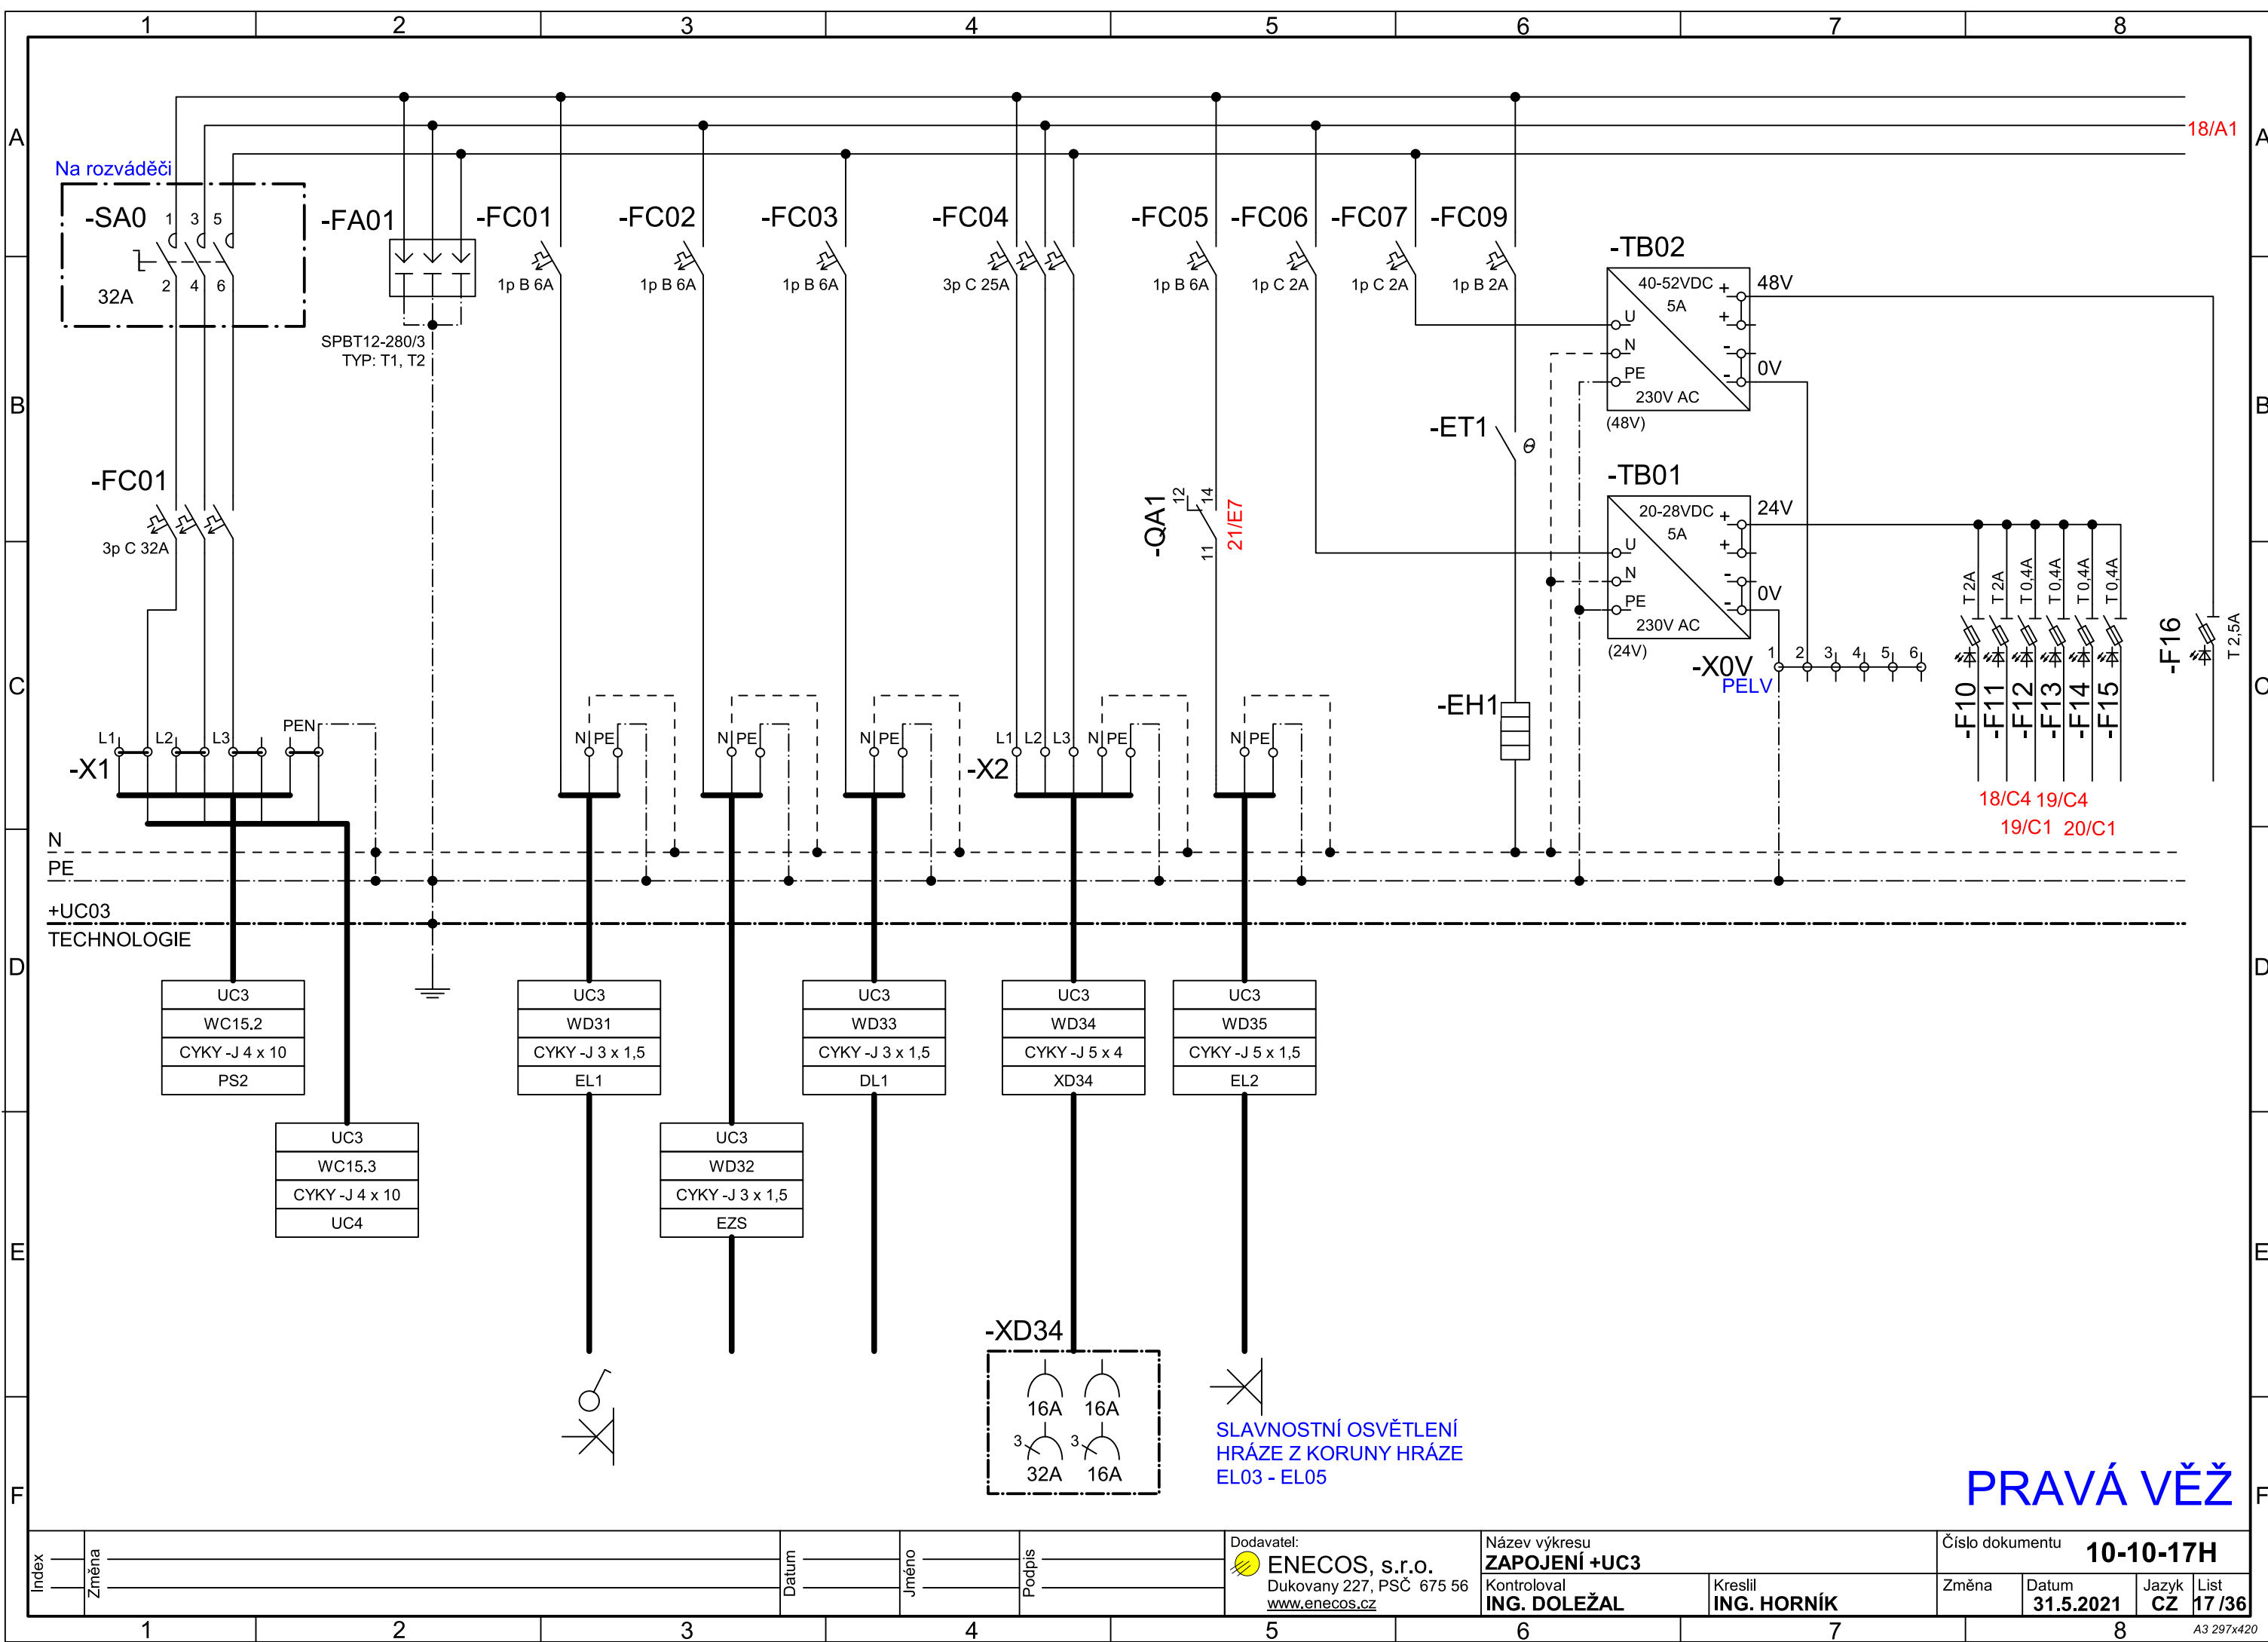 1 2 3 4 5 6 7 8
A
18/A1
A
Na rozváděči
-SA0 1 3 5
2 4 6
32A
-FA01
SPBT12-280/3
TYP: T1, T2
-FC01
1p B 6A
-FC02
1p B 6A
-FC03
1p B 6A
-FC04
3p C 25A
-FC05
1p B 6A
-FC06
1p C 2A
-FC07
1p C 2A
-FC09
1p B 2A
-TB02
40-52VDC + 48V
5A +
U
N -
PE - 0V
230V AC
(48V)
B
B
-ET1 θ
-FC01
3p C 32A
-QA1 12 14
11
21/E7
-TB01
20-28VDC + 24V
5A +
U
N -
PE - 0V
230V AC
(24V)
-X0V 1 2 3 4 5 6
PELV
T 2A T 2A T 0,4A T 0,4A T 0,4A T 0,4A
-F10 -F11 -F12 -F13 -F14 -F15
-F16 T 2,5A
C
C
-EH1
-X1 L1 L2 L3 PEN
N PE
N PE
N PE
-X2 L1 L2 L3 N PE
N PE
18/C4 19/C4
19/C1 20/C1
N
PE
+UC03
TECHNOLOGIE
D
D
UC3
WC15.2
CYKY -J 4 x 10
PS2
UC3
WC15.3
CYKY -J 4 x 10
UC4
UC3
WD31
CYKY -J 3 x 1,5
EL1
UC3
WD32
CYKY -J 3 x 1,5
EZS
UC3
WD33
CYKY -J 3 x 1,5
DL1
UC3
WD34
CYKY -J 5 x 4
XD34
UC3
WD35
CYKY -J 5 x 1,5
EL2
E
E
-XD34
16A 16A
3 3
32A 16A
SLAVNOSTNÍ OSVĚTLENÍ
HRÁZE Z KORUNY HRÁZE
EL03 - EL05
PRAVÁ VĚŽ
F
F
Index
Změna
Datum
Jméno
Podpis
Dodavatel:
ENECOS, s.r.o.
Dukovany 227, PSČ 675 56
www.enecos.cz
Název výkresu
ZAPOJENÍ +UC3
Kontroloval
ING. DOLEŽAL
Kreslil
ING. HORNÍK
Číslo dokumentu 10-10-17H
Změna
Datum
31.5.2021
Jazyk
CZ
List
17 /36
1 2 3 4 5 6 7 8
A3 297x420